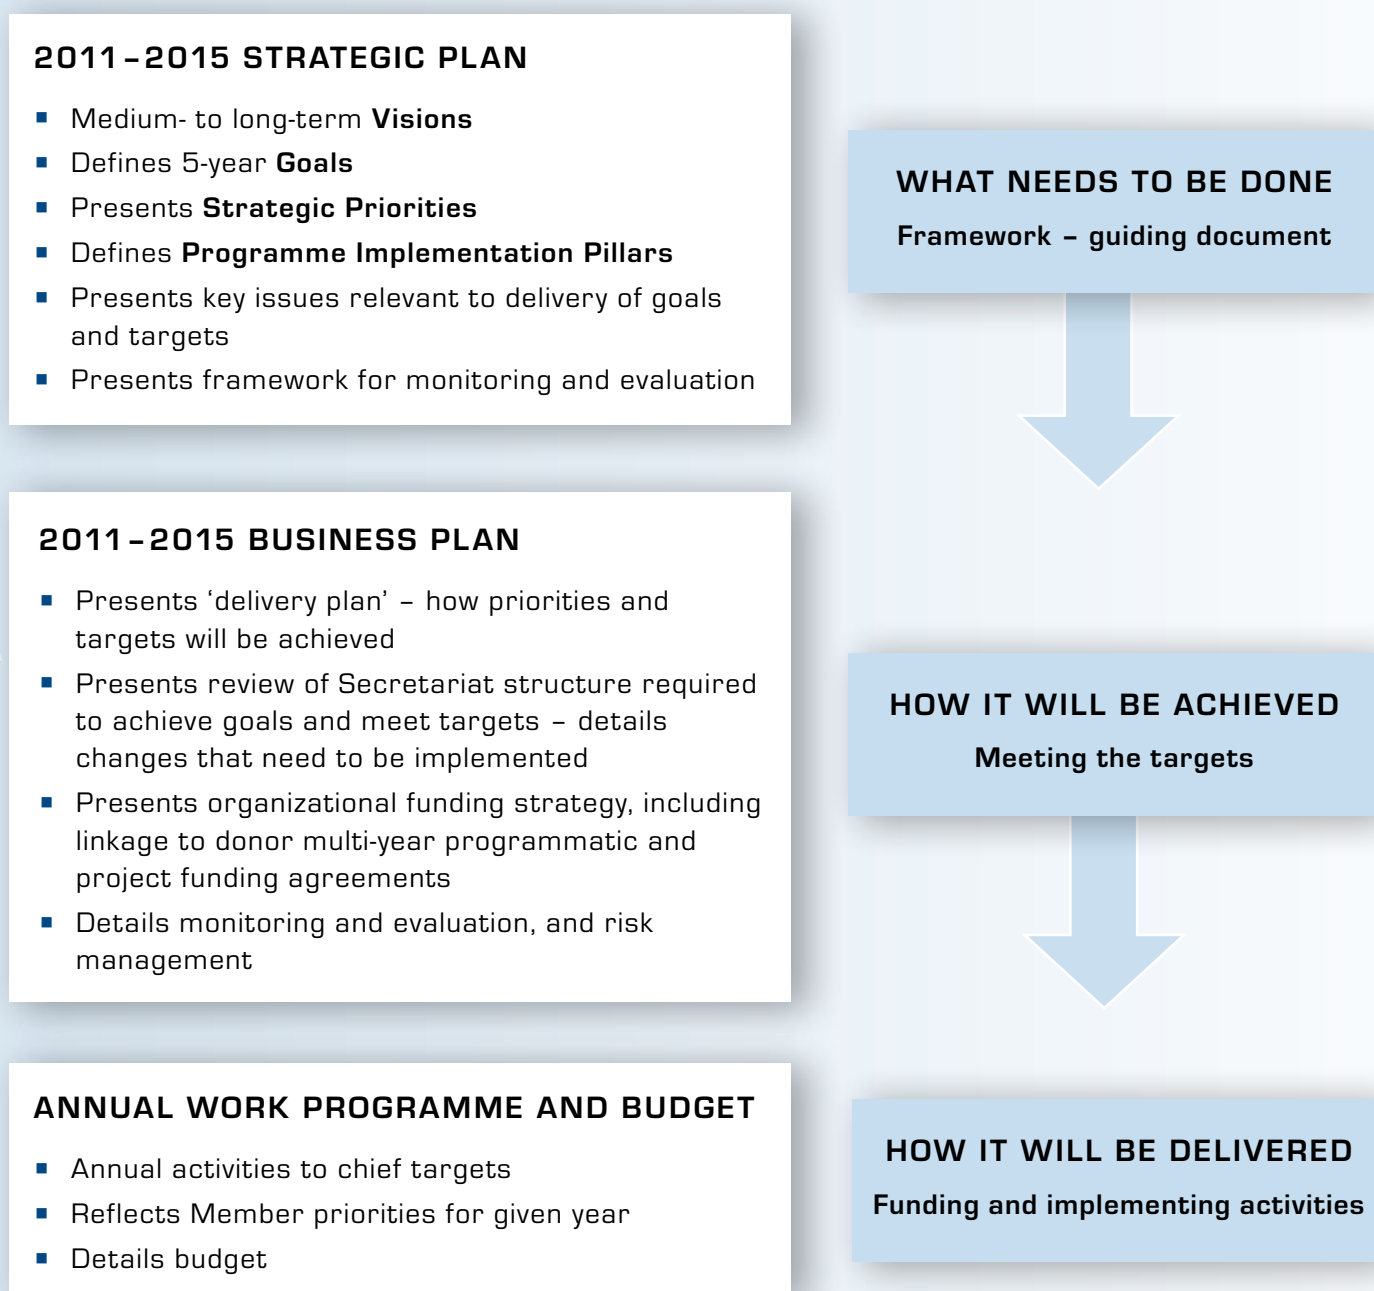 2011–2015 STRATEGIC PLAN
▪ Medium- to long-term Visions
▪ Defines 5-year Goals
▪ Presents Strategic Priorities
▪ Defines Programme Implementation Pillars
▪ Presents key issues relevant to delivery of goals
and targets
▪ Presents framework for monitoring and evaluation
WHAT NEEDS TO BE DONE
Framework – guiding document
2011–2015 BUSINESS PLAN
▪ Presents ‘delivery plan’ – how priorities and
targets will be achieved
▪ Presents review of Secretariat structure required
to achieve goals and meet targets – details
changes that need to be implemented
▪ Presents organizational funding strategy, including
linkage to donor multi-year programmatic and
project funding agreements
▪ Details monitoring and evaluation, and risk
management
HOW IT WILL BE ACHIEVED
Meeting the targets
ANNUAL WORK PROGRAMME AND BUDGET
▪ Annual activities to chief targets
▪ Reflects Member priorities for given year
▪ Details budget
HOW IT WILL BE DELIVERED
Funding and implementing activities